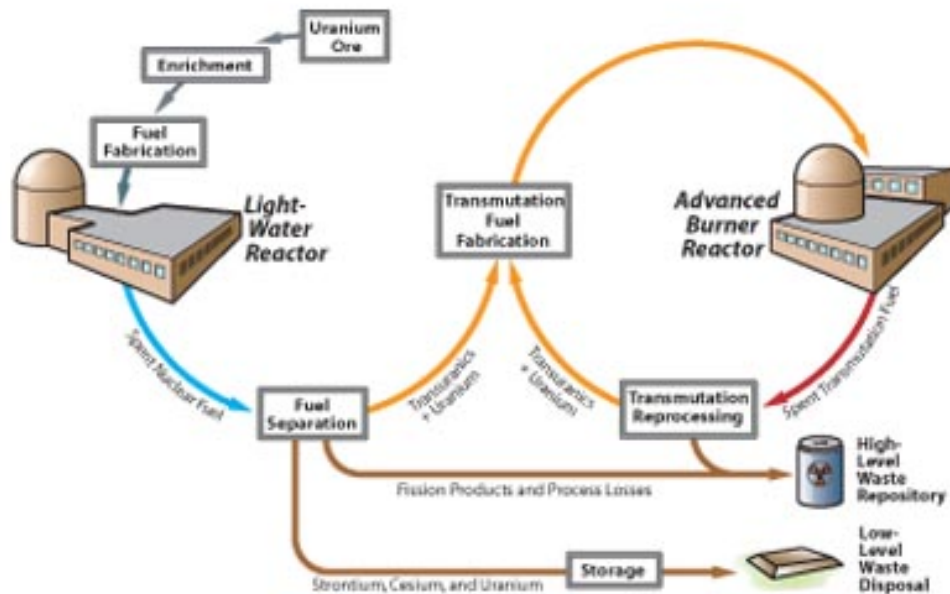 Uranium
Ore
Enrichment
Fuel
Fabrication
Light-
Water
Reactor
Transmutation
Fuel
Fabrication
Advanced
Burner
Reactor
Spent Nuclear Fuel
Transuranics
+ Uranium
Transuranics
+ Uranium
Spent Transmutation Fuel
Fuel
Separation
Transmutation
Reprocessing
High-
Level
Waste
Repository
Fission Products and Process Losses
Low-
Level
Waste
Disposal
Storage
Strontium, Cesium, and Uranium